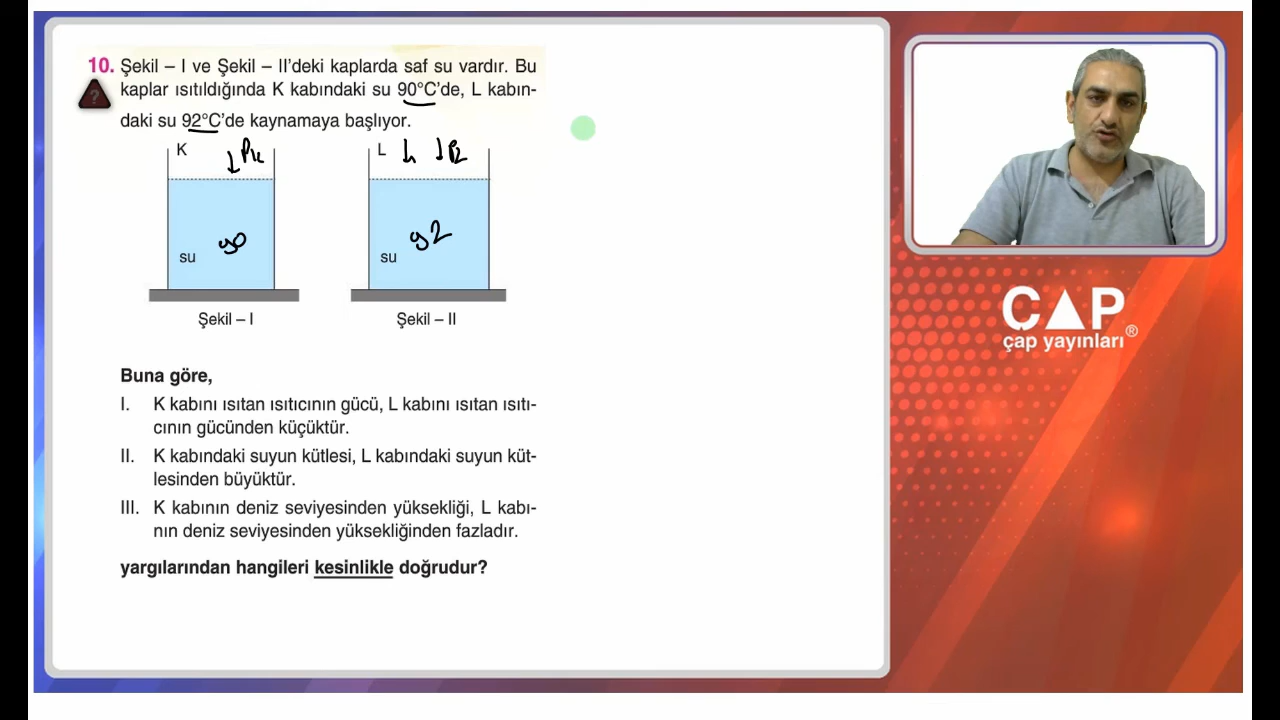 10. Şekil – I ve Şekil – II'deki kaplarda saf su vardır. Bu
kaplar ısıtıldığında K kabındaki su 90°C'de, L kabın-
daki su 92°C'de kaynamaya başlıyor.
K
PK
L
h
PL
su
90
su
92
Şekil – I
Şekil – II
Buna göre,
I. K kabını ısıtan ısıtıcının gücü, L kabını ısıtan ısıtı-
cının gücünden küçüktür.
II. K kabındaki suyun kütlesi, L kabındaki suyun küt-
lesinden büyüktür.
III. K kabının deniz seviyesinden yüksekliği, L kabı-
nın deniz seviyesinden yüksekliğinden fazladır.
yargılarından hangileri kesinlikle doğrudur?
ÇAP
çap yayınları®
?